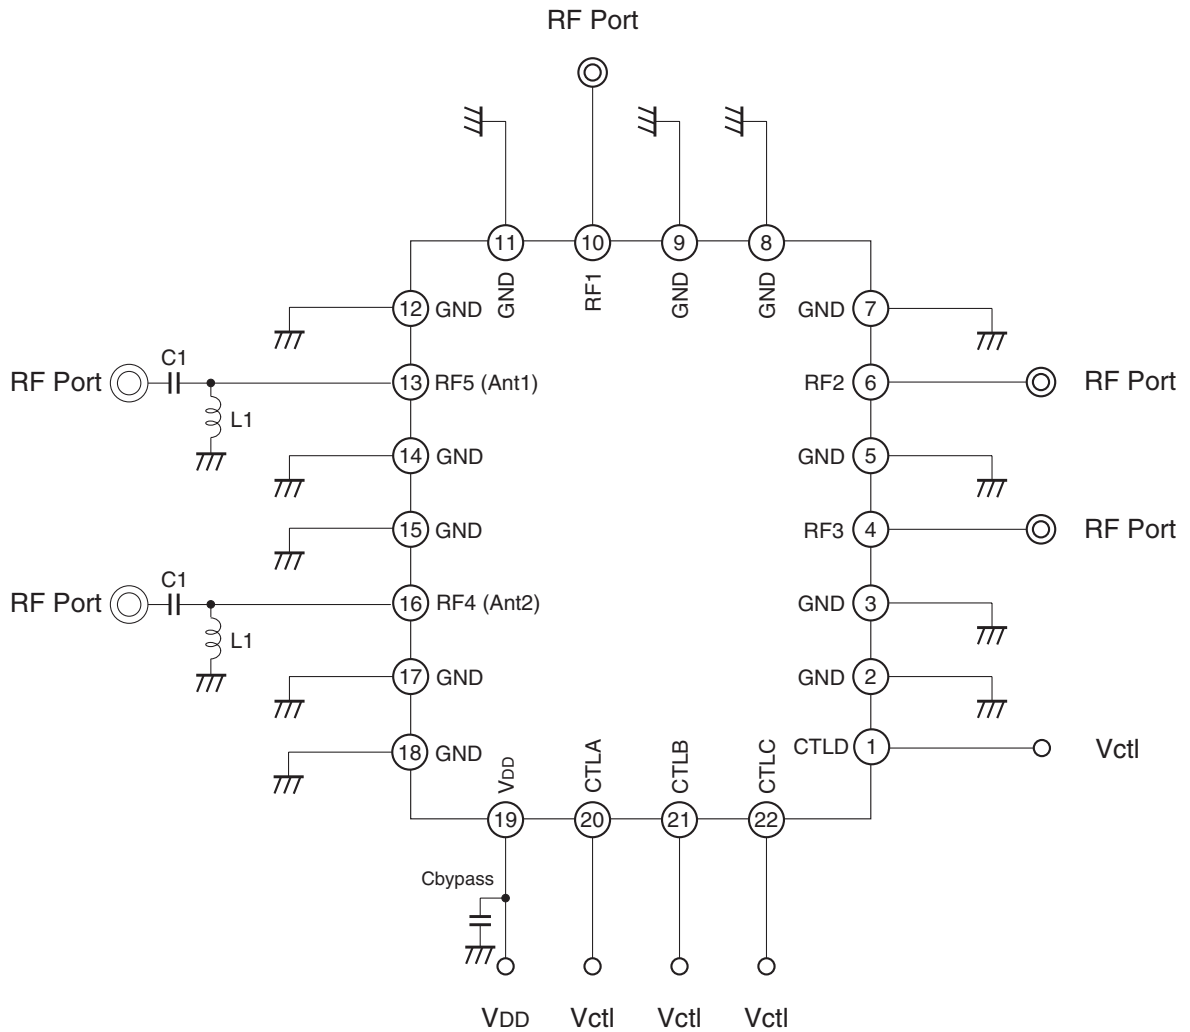 RF Port
11
10
9
8
GND
RF1
GND
GND
12 GND
GND 7
C1
RF Port
13 RF5 (Ant1)
RF2 6
RF Port
L1
14 GND
GND 5
15 GND
RF3 4
RF Port
C1
RF Port
16 RF4 (Ant2)
GND 3
L1
17 GND
GND 2
18 GND
CTLD 1
Vctl
VDD
CTLA
CTLB
CTLC
19
20
21
22
Cbypass
VDD
Vctl
Vctl
Vctl